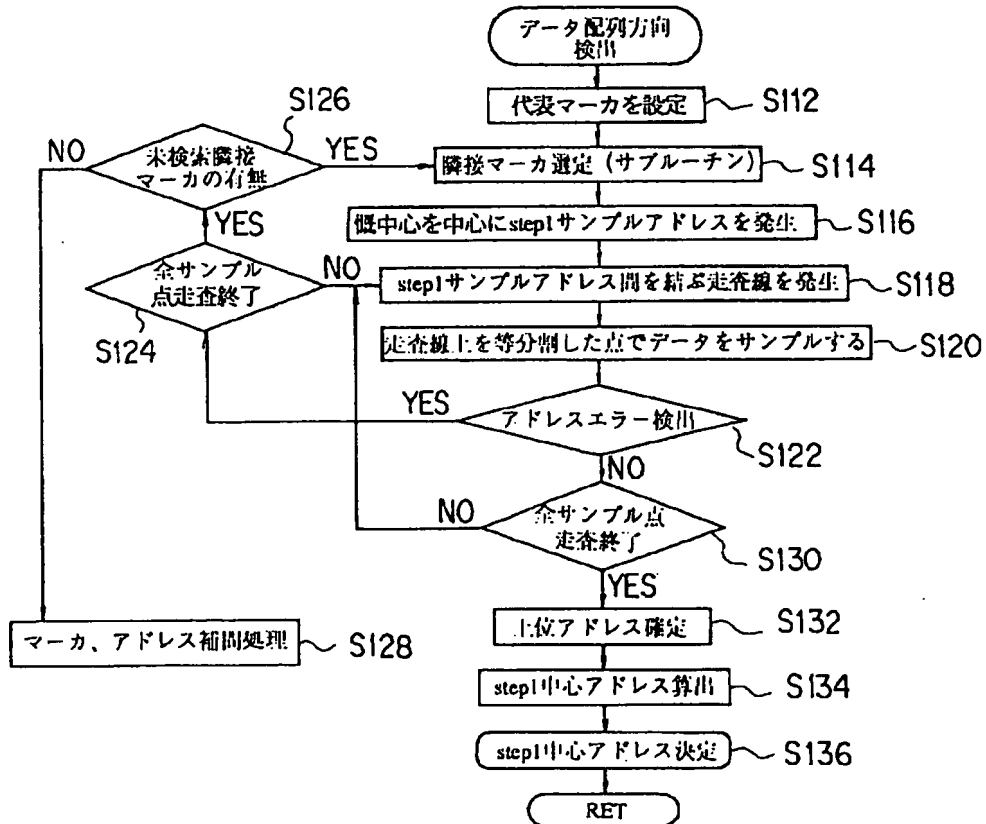 データ配列方向
検出
代表マーカを設定
S112
隣接マーカ選定(サブルーチン)
S114
概中心を中心にstep1サンプルアドレスを発生
S116
step1サンプルアドレス間を結ぶ走査線を発生
S118
走査線上を等分割した点でデータをサンプルする
S120
アドレスエラー検出
S122
YES
NO
全サンプル点
走査終了
S130
NO
YES
全サンプル
点走査終了
S124
NO
YES
未検索隣接
マーカの有無
S126
NO
YES
マーカ、アドレス補間処理
S128
上位アドレス確定
S132
step1中心アドレス算出
S134
step1中心アドレス決定
S136
RET